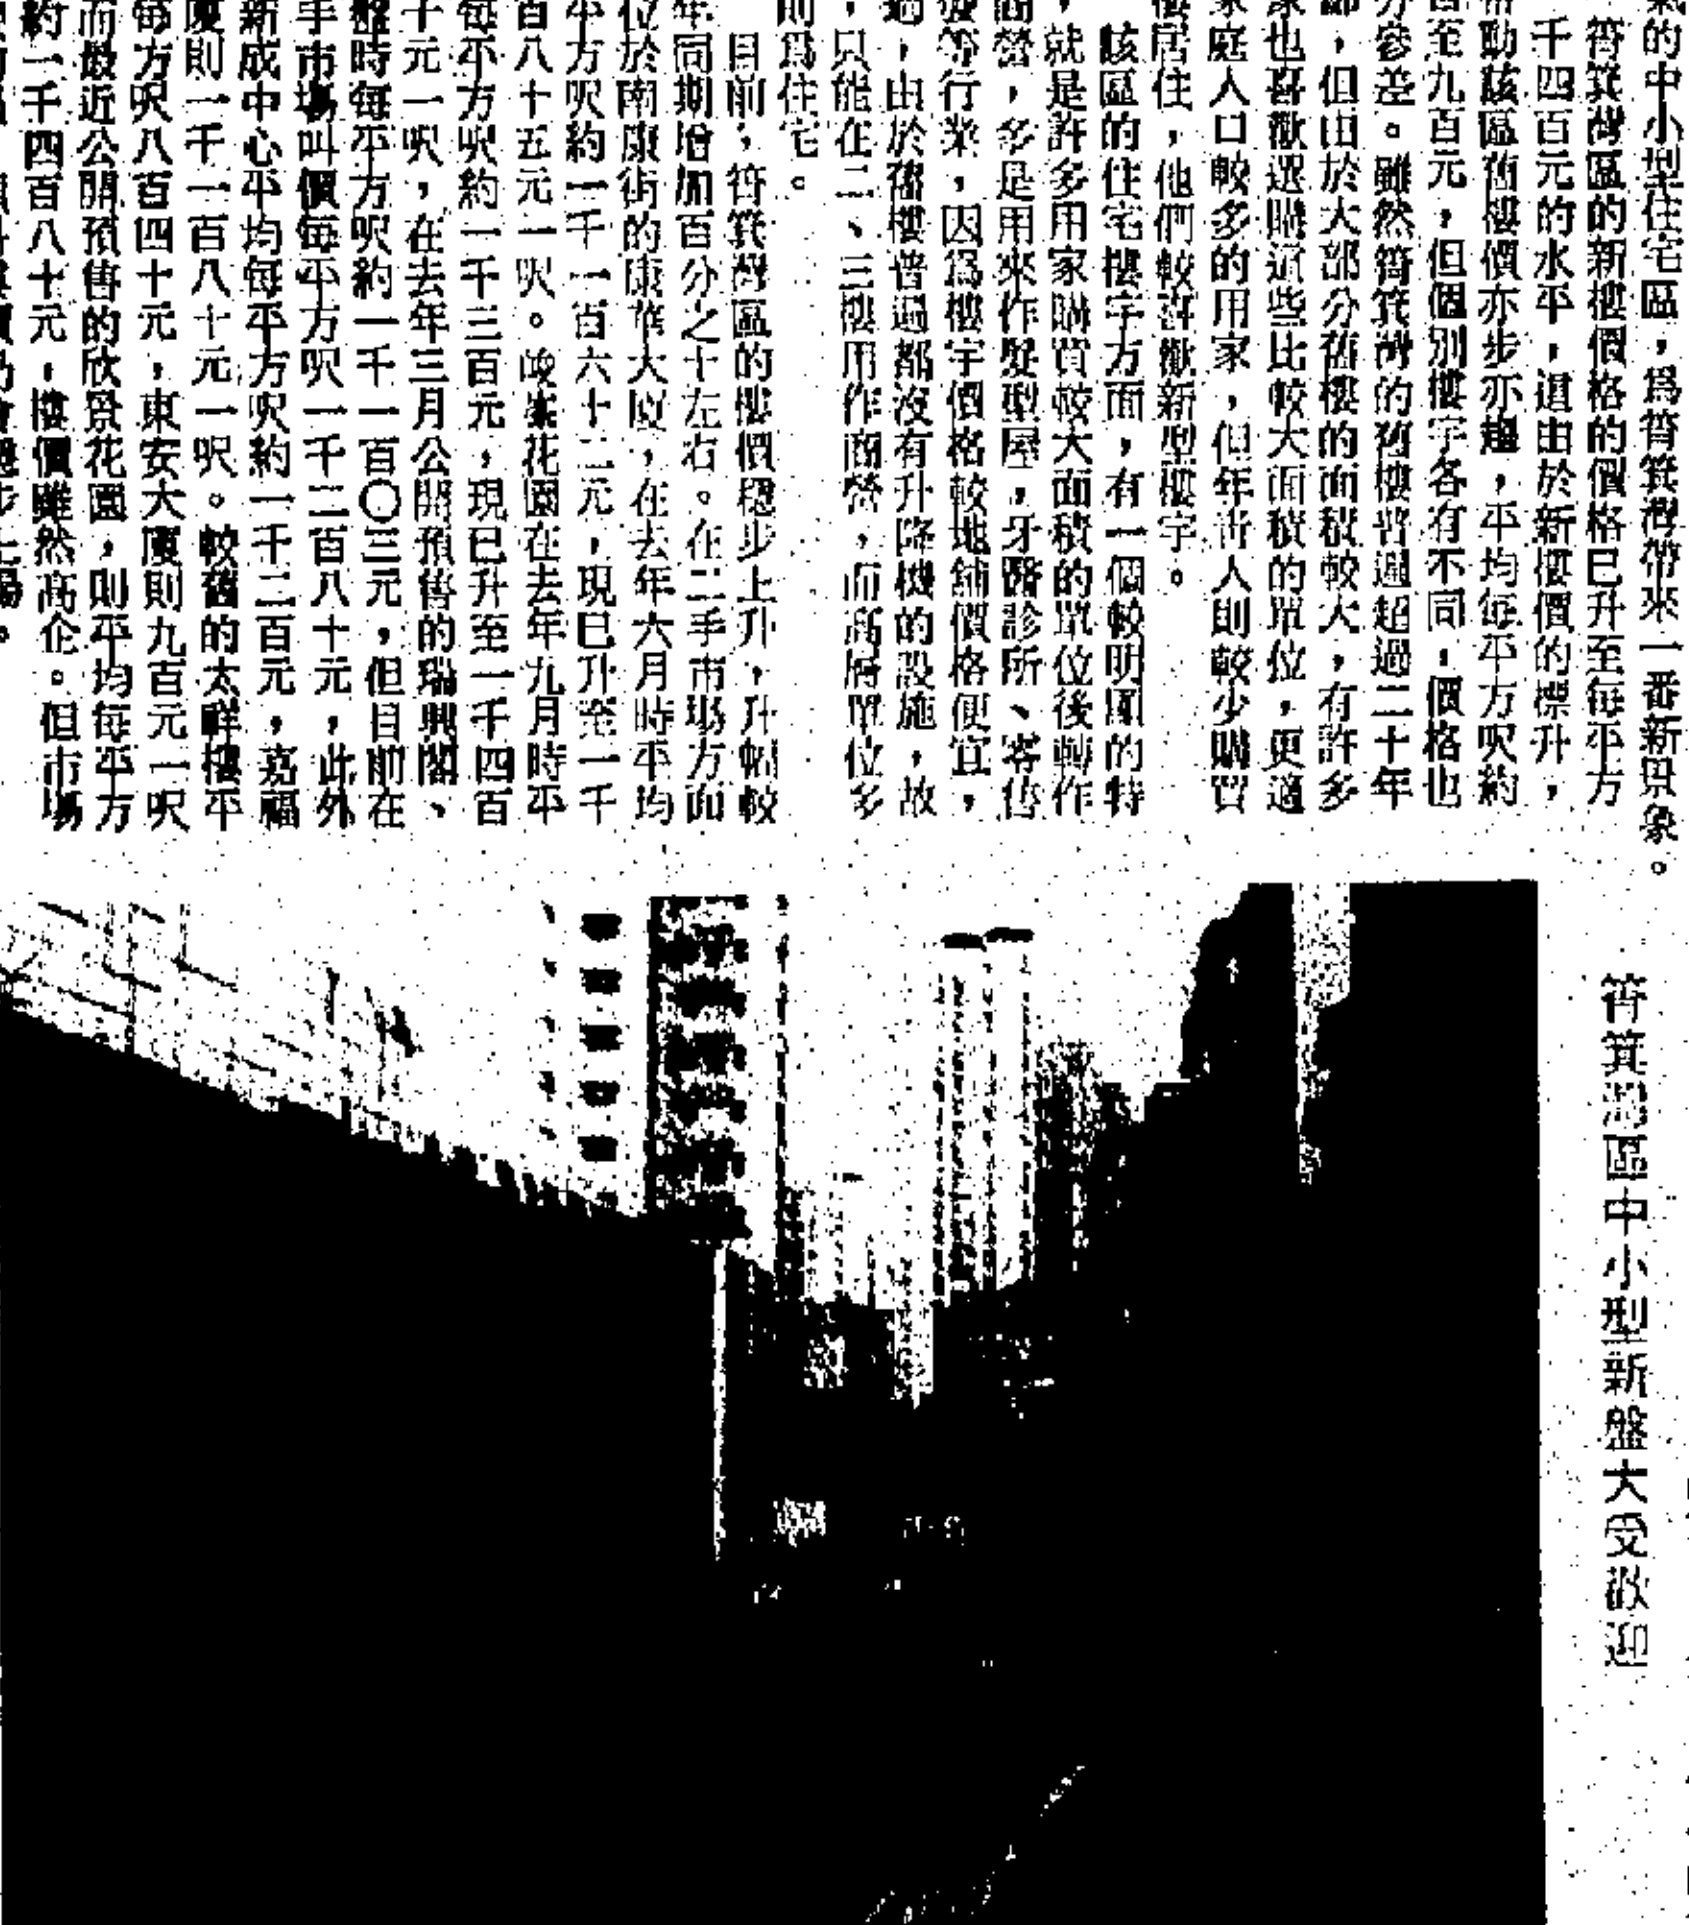 的中小型住宅區，爲筲箕灣帶來一番新景象。
筲箕灣區的新樓價格的價格已升至每平方
千四百元的水平，這由於新樓價的標升，
動該區舊樓價亦步亦趨，平均每平方呎約
百至九百元，但個別樓宇各有不同，價格也
參差。雖然筲箕灣的舊樓普遍超過二十年
，但由於大部分舊樓的面積較大，有許多
家也喜歡選購這些比較大面積的單位，更適
家庭人口較多的用家，但年靑人則較少購買
居住，他們較喜歡新型樓宇。
該區的住宅樓宇方面，有一個較明顯的特
，就是許多用家購買較大面積的單位後轉作
商營，多是用來作髮型屋，牙醫診所、客貨
等行業，因爲樓宇價格較地舖價格便宜，
，由於舊樓普遍都沒有升降機的設施，故
，只能在二、三樓用作商營，而高層單位多
則爲住宅。
目前，筲箕灣區的樓價穩步上升，升幅較
年同期增加百分之十左右。在二手市場方面
位於南康街的康華大廈，在去年六月時平均
平方呎約一千一百六十二元，現已升至一千
百八十五元一呎。峻峯花園在去年九月時平
每平方呎約一千三百元，現已升至一千四百
十元一呎，在去年三月公開預售的瑞興閣、
盤時每平方呎約一千一百〇三元，但目前在
手市場叫價每平方呎一千二百八十元，此外
新成中心平均每平方呎約一千二百元，嘉福
廈則一千一百八十元一呎。較舊的太祥樓平
每方呎八百四十元，東安大廈則九百元一呎
而最近公開預售的欣景花園，則平均每平方
約一千四百八十元，樓價雖然高企。但市場
筲箕灣區中小型新盤大受歡迎